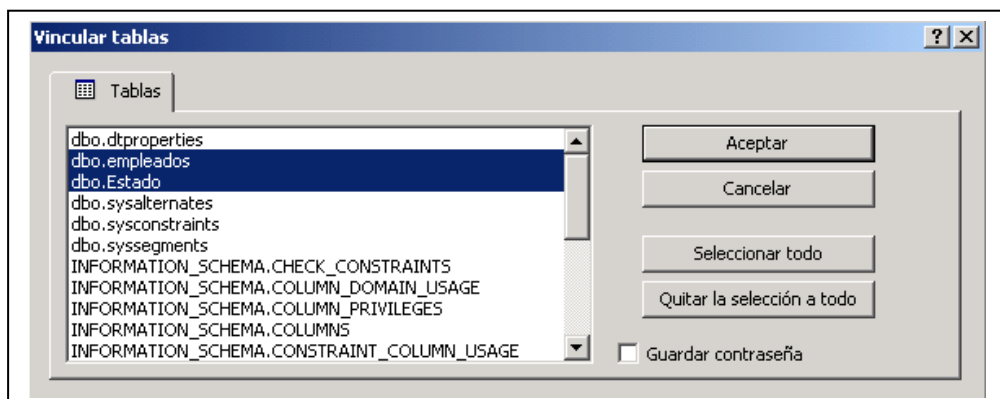 Vincular tablas
Tablas
dbo.dtproperties
dbo.empleados
dbo.Estado
dbo.sysalternates
dbo.sysconstraints
dbo.syssegments
INFORMATION_SCHEMA.CHECK_CONSTRAINTS
INFORMATION_SCHEMA.COLUMN_DOMAIN_USAGE
INFORMATION_SCHEMA.COLUMN_PRIVILEGES
INFORMATION_SCHEMA.COLUMNS
INFORMATION_SCHEMA.CONSTRAINT_COLUMN_USAGE
Aceptar
Cancelar
Seleccionar todo
Quitar la selección a todo
Guardar contraseña